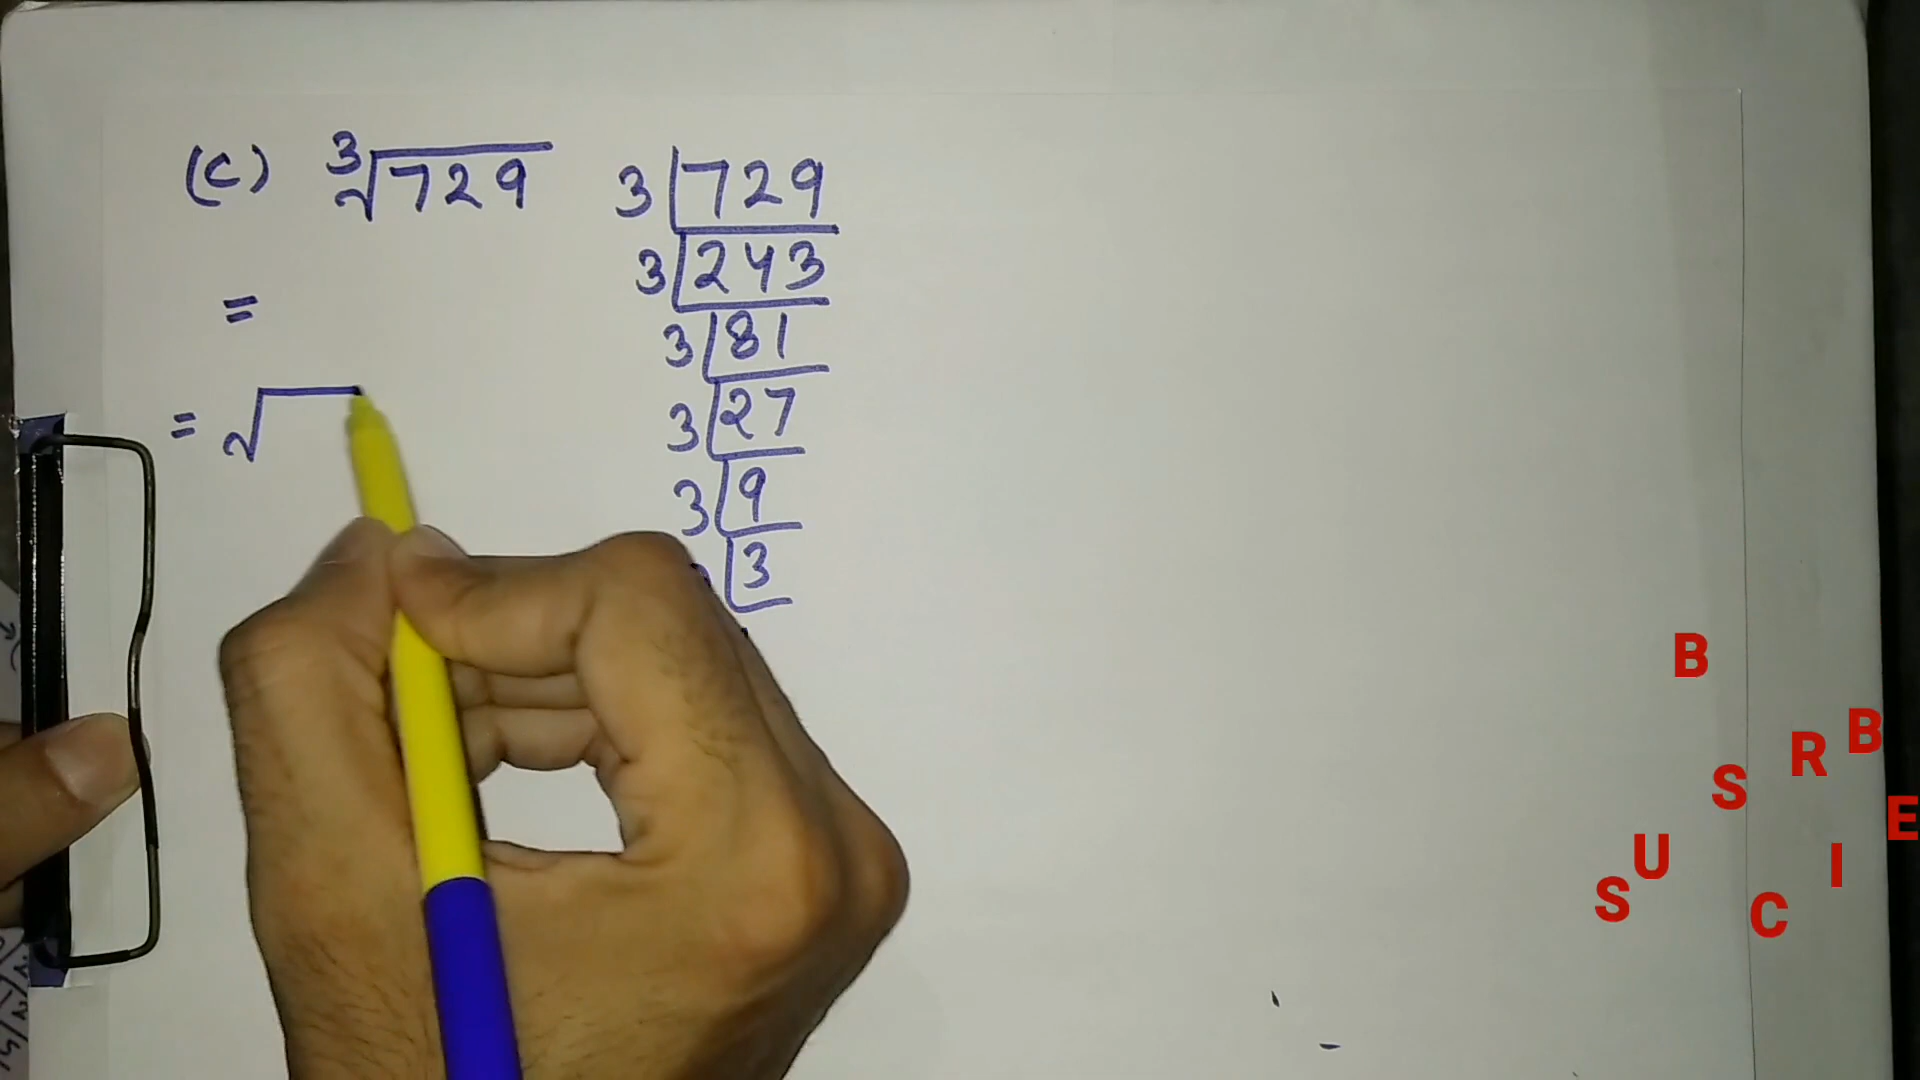 (C) ∛729
3 | 729
3 | 243
3 | 81
3 | 27
3 | 9
| 3
=
= √
B
B
R
S
E
U
I
S
C